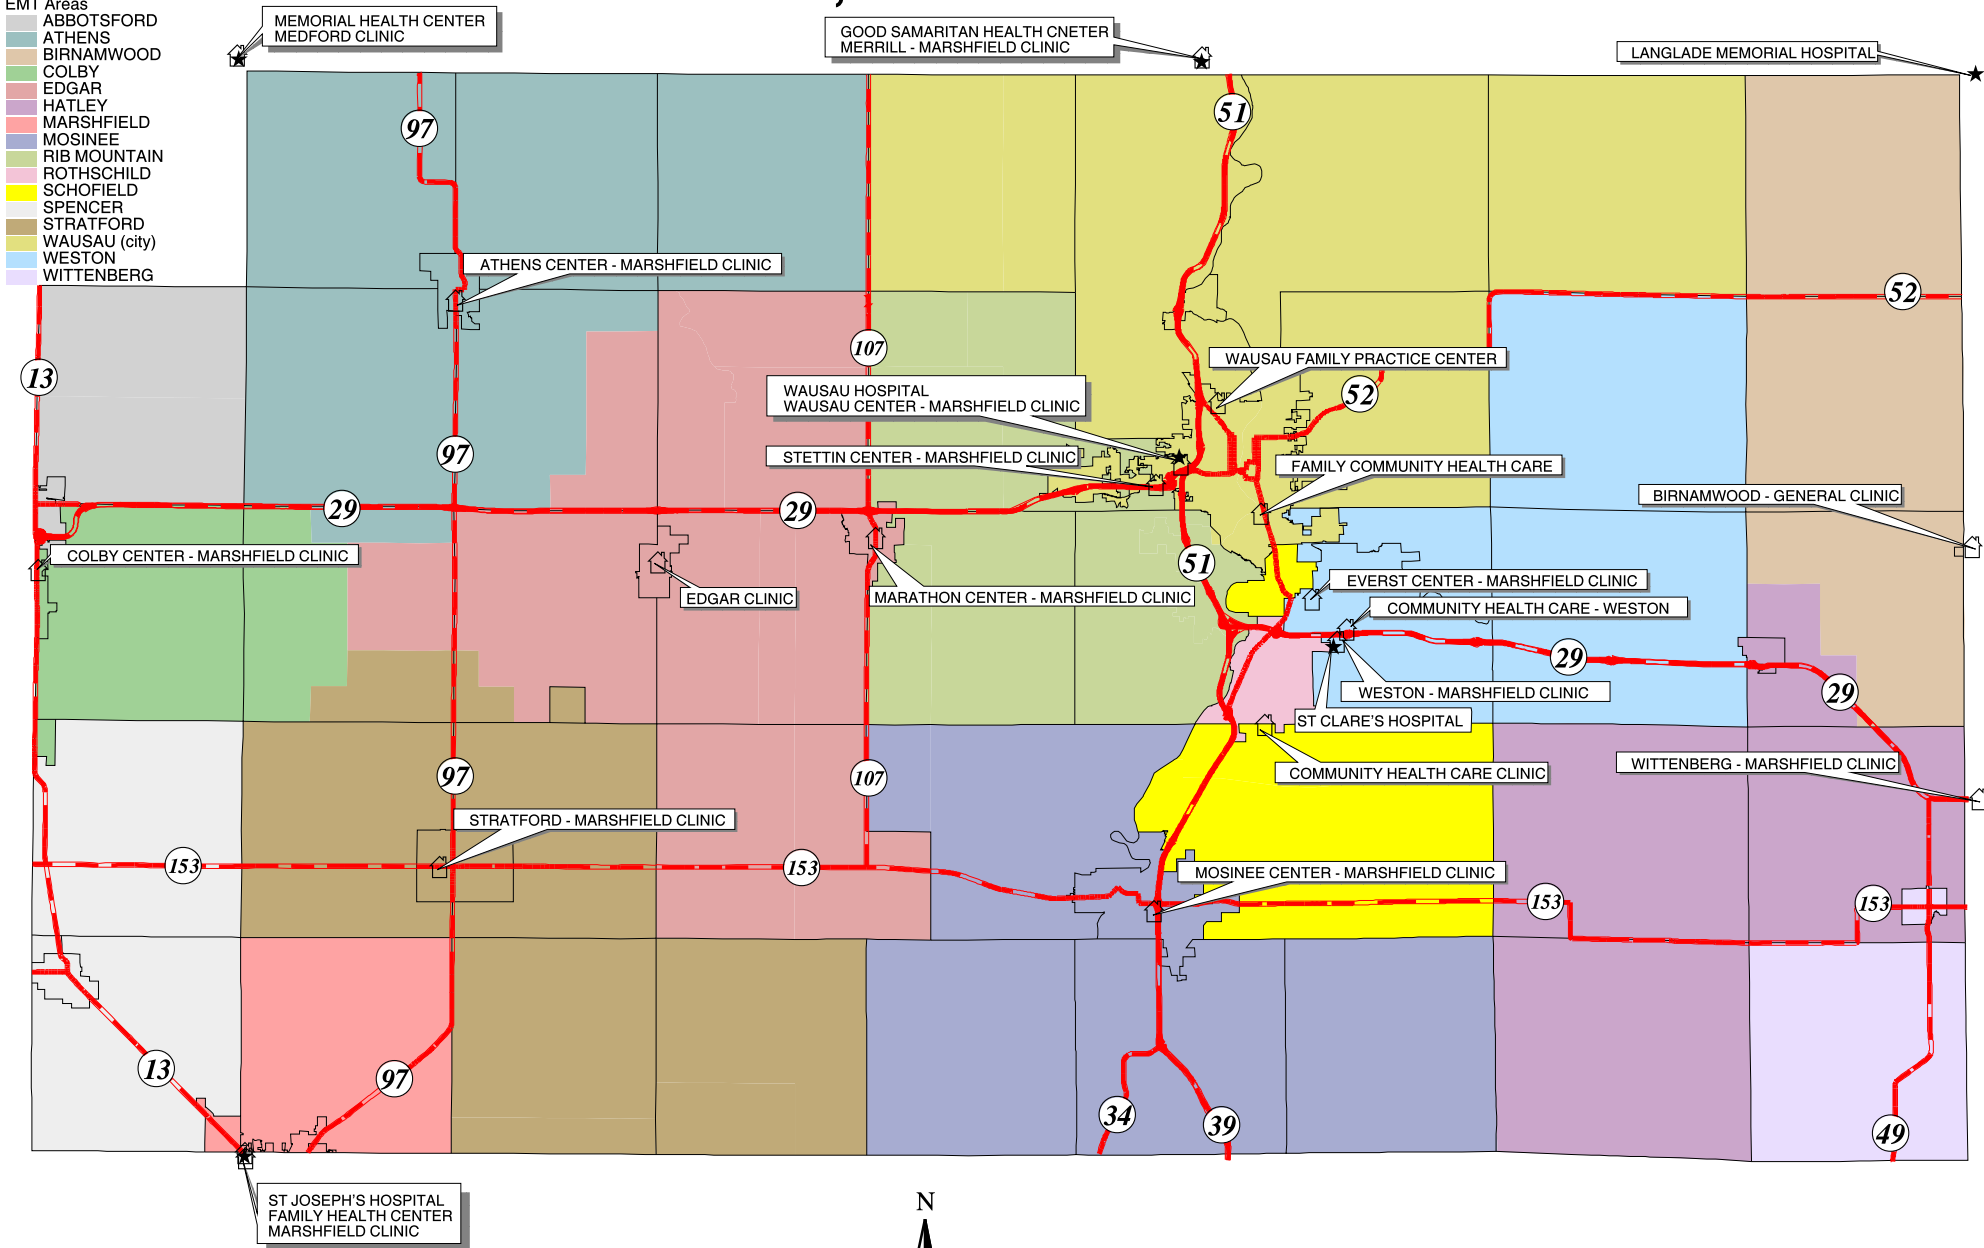 EMT Areas
ABBOTSFORD
ATHENS
BIRNAMWOOD
COLBY
EDGAR
HATLEY
MARSHFIELD
MOSINEE
RIB MOUNTAIN
ROTHSCHILD
SCHOFIELD
SPENCER
STRATFORD
WAUSAU (city)
WESTON
WITTENBERG
MEMORIAL HEALTH CENTER
MEDFORD CLINIC
GOOD SAMARITAN HEALTH CNETER
MERRILL - MARSHFIELD CLINIC
LANGLADE MEMORIAL HOSPITAL
97
51
ATHENS CENTER - MARSHFIELD CLINIC
52
107
13
WAUSAU FAMILY PRACTICE CENTER
WAUSAU HOSPITAL
WAUSAU CENTER - MARSHFIELD CLINIC
52
97
STETTIN CENTER - MARSHFIELD CLINIC
FAMILY COMMUNITY HEALTH CARE
BIRNAMWOOD - GENERAL CLINIC
29
29
COLBY CENTER - MARSHFIELD CLINIC
51
EVERST CENTER - MARSHFIELD CLINIC
EDGAR CLINIC
MARATHON CENTER - MARSHFIELD CLINIC
COMMUNITY HEALTH CARE - WESTON
29
WESTON - MARSHFIELD CLINIC
29
ST CLARE'S HOSPITAL
97
107
COMMUNITY HEALTH CARE CLINIC
WITTENBERG - MARSHFIELD CLINIC
STRATFORD - MARSHFIELD CLINIC
153
153
MOSINEE CENTER - MARSHFIELD CLINIC
153
153
13
97
34
39
49
ST JOSEPH'S HOSPITAL
FAMILY HEALTH CENTER
MARSHFIELD CLINIC
N